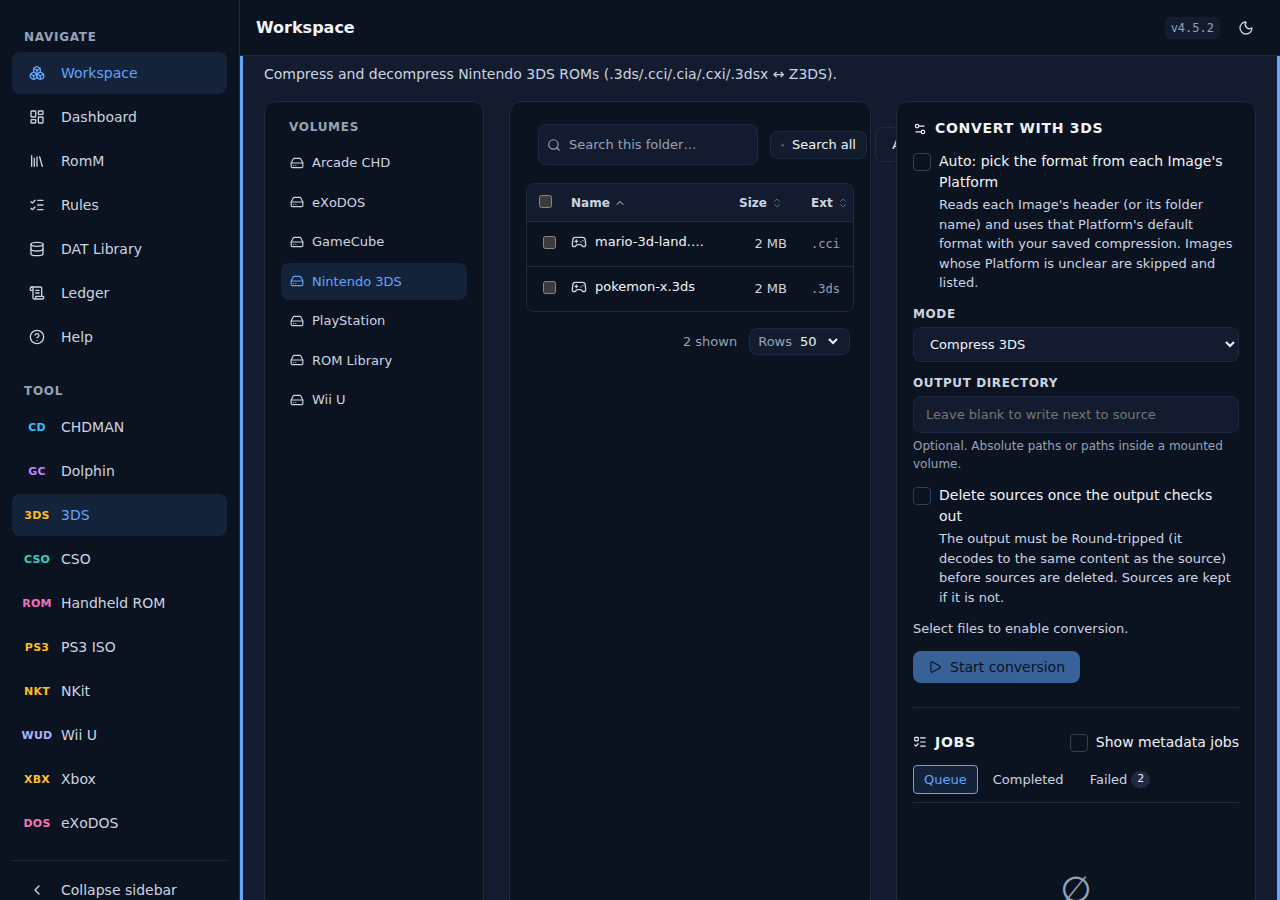 NAVIGATE
Workspace
Dashboard
RomM
Rules
DAT Library
Ledger
Help
TOOL
CD CHDMAN
GC Dolphin
3DS 3DS
CSO CSO
ROM Handheld ROM
PS3 PS3 ISO
NKT NKit
WUD Wii U
XBX Xbox
DOS eXoDOS
Collapse sidebar
Workspace
v4.5.2
Compress and decompress Nintendo 3DS ROMs (.3ds/.cci/.cia/.cxi/.3dsx ↔ Z3DS).
VOLUMES
Arcade CHD
eXoDOS
GameCube
Nintendo 3DS
PlayStation
ROM Library
Wii U
Search this folder…
Search all
Name Size Ext
mario-3d-land.… 2 MB .cci
pokemon-x.3ds 2 MB .3ds
2 shown Rows 50
CONVERT WITH 3DS
Auto: pick the format from each Image's
Platform
Reads each Image's header (or its folder
name) and uses that Platform's default
format with your saved compression. Images
whose Platform is unclear are skipped and
listed.
MODE
Compress 3DS
OUTPUT DIRECTORY
Leave blank to write next to source
Optional. Absolute paths or paths inside a mounted
volume.
Delete sources once the output checks
out
The output must be Round-tripped (it
decodes to the same content as the source)
before sources are deleted. Sources are kept
if it is not.
Select files to enable conversion.
Start conversion
JOBS
Show metadata jobs
Queue Completed Failed 2